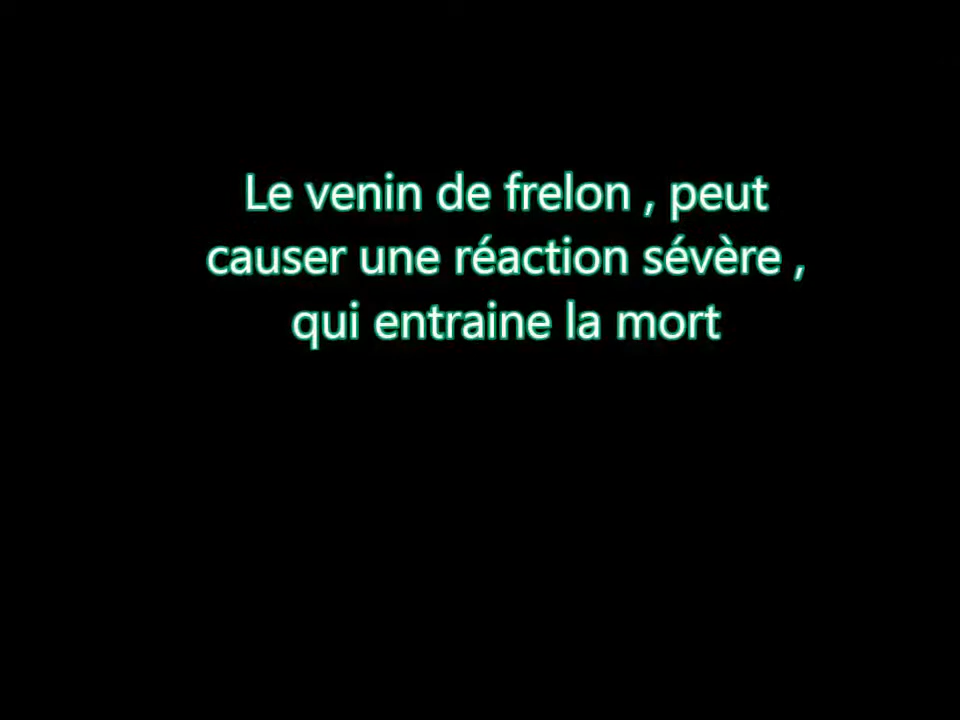 Le venin de frelon , peut
causer une réaction sévère ,
qui entraine la mort